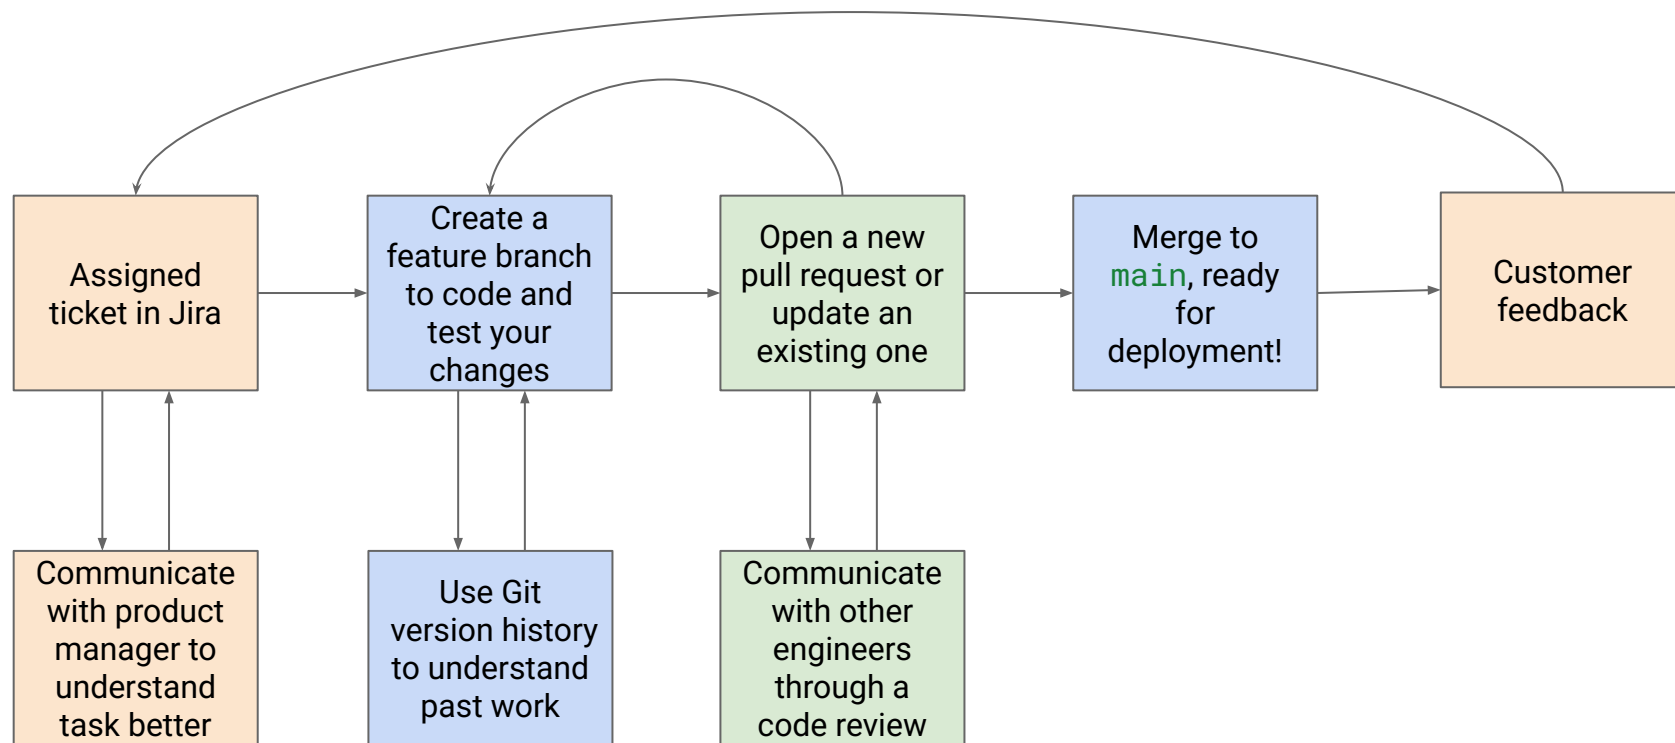 Assigned
ticket in Jira
Create a
feature branch
to code and
test your
changes
Open a new
pull request or
update an
existing one
Merge to
main, ready
for
deployment!
Customer
feedback
Communicate
with product
manager to
understand
task better
Use Git
version history
to understand
past work
Communicate
with other
engineers
through a
code review